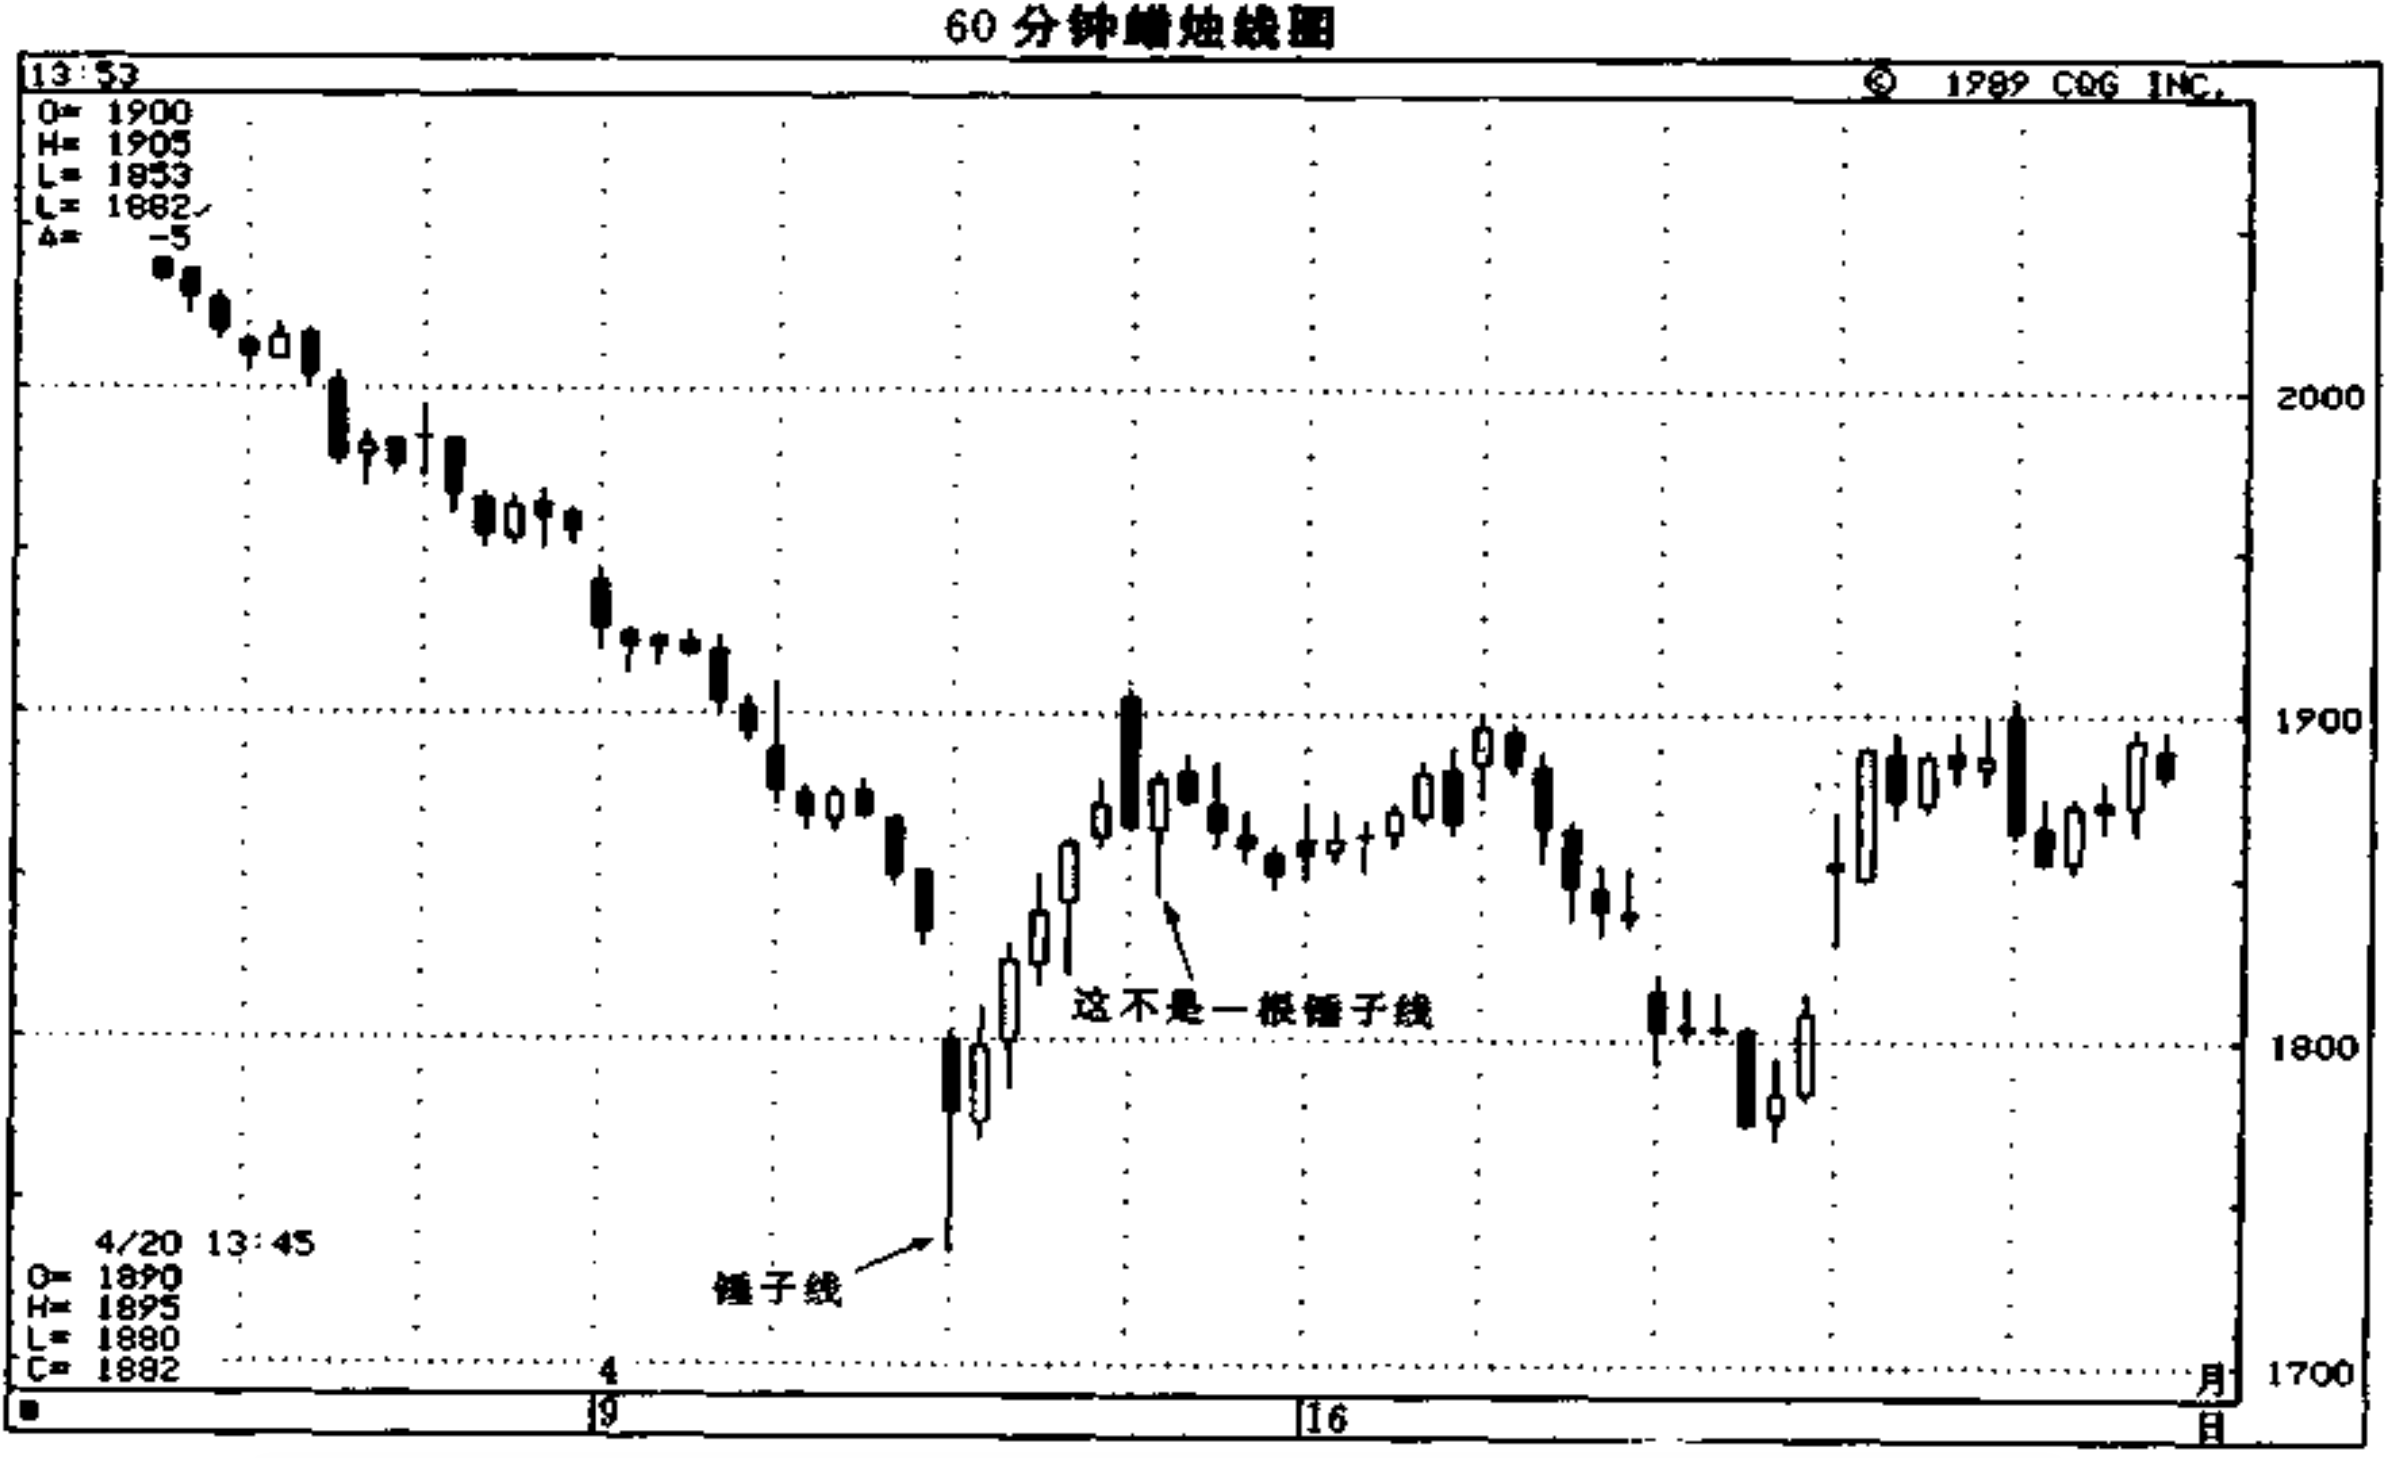 60 分钟蜡烛线图
13:53
© 1989 CQG INC.
O= 1900
H= 1905
L= 1853
L= 1882✓
Δ= -5
2000
1900
这不是一根锤子线
1800
4/20 13:45
锤子线
O= 1890
H= 1895
L= 1880
C= 1882
4
月
1700
9
16
日